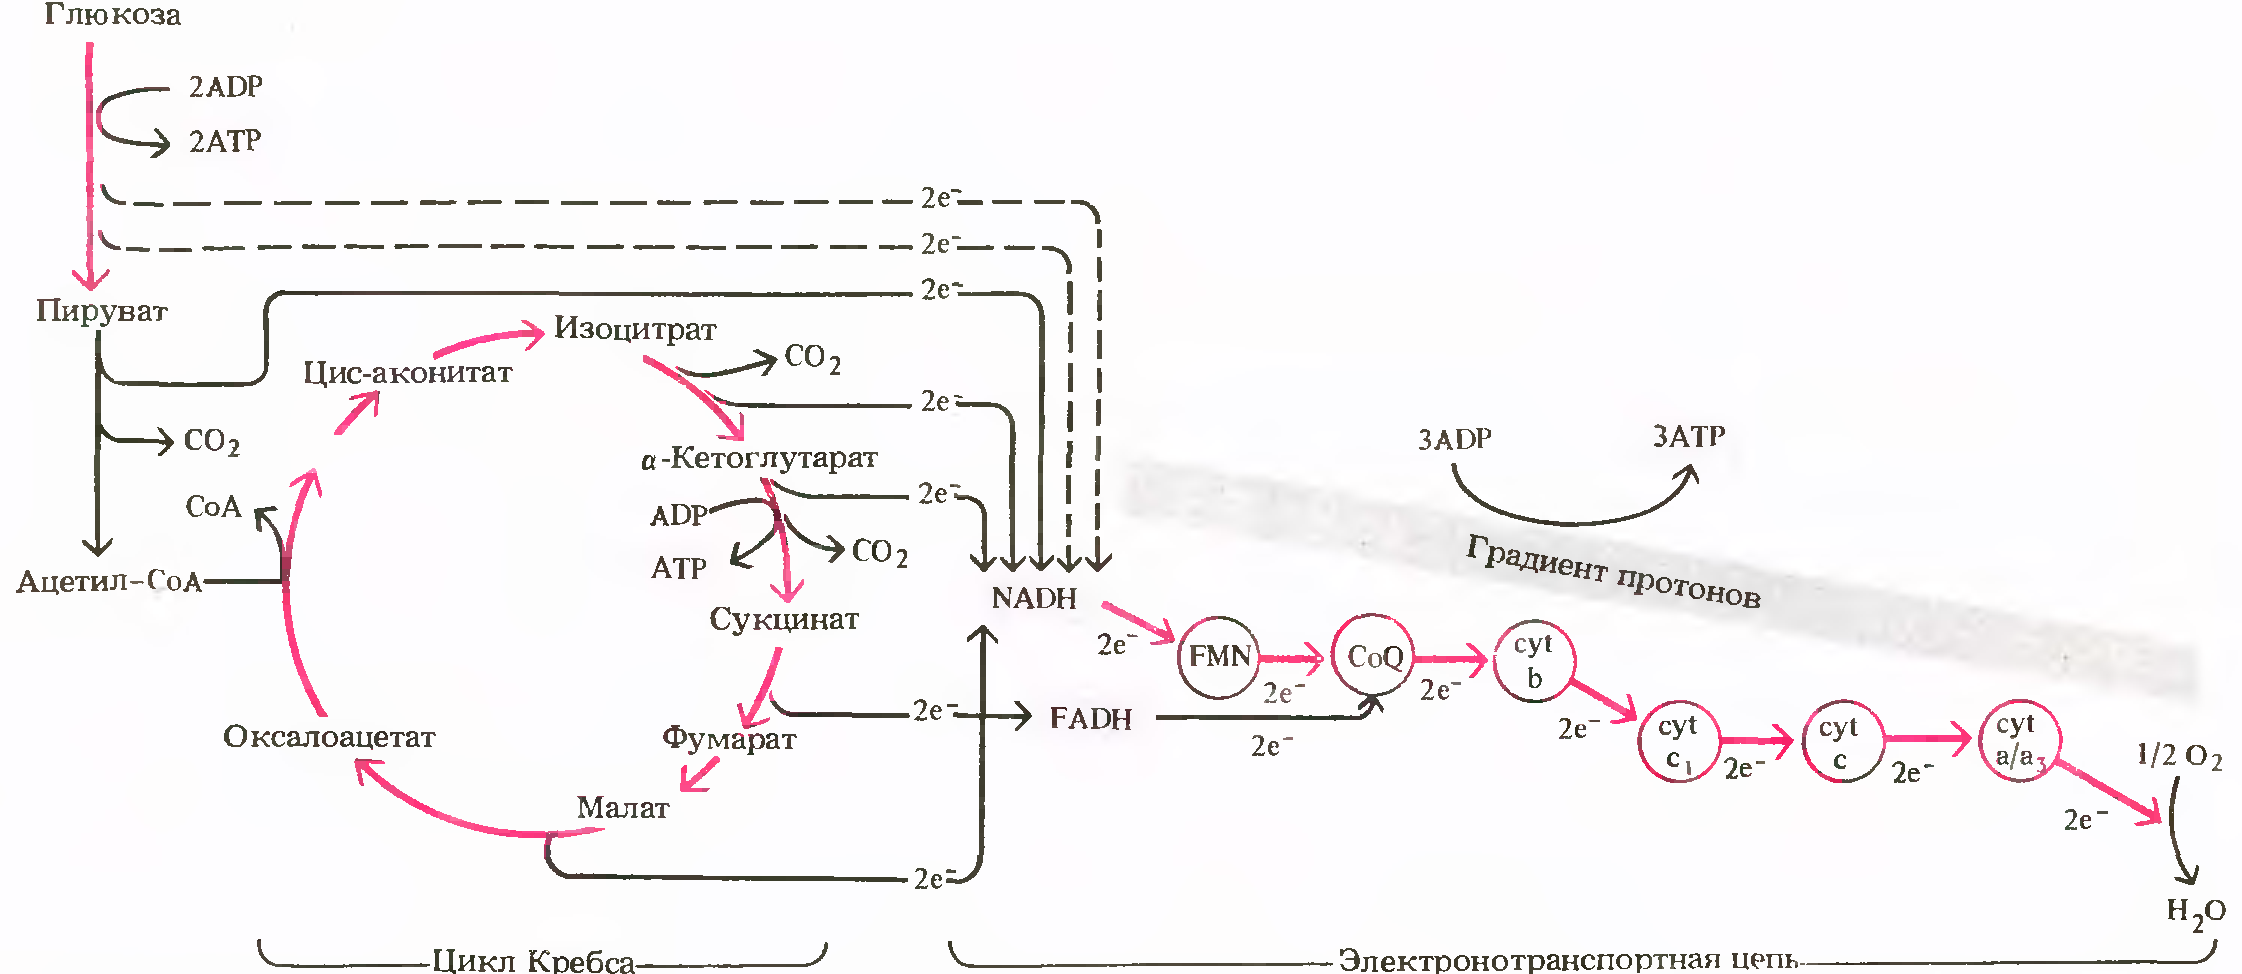 Глюкоза
2ADP
2ATP
2e⁻
2e⁻
2e⁻
Пируват
Изоцитрат
CO₂
Цис-аконитат
2e⁻
CO₂
α-Кетоглутарат
2e⁻
CoA
ADP
ATP
CO₂
Ацетил-CoA
Сукцинат
NADH
2e⁻
FADH
2e⁻
Оксалоацетат
Фумарат
Малат
2e⁻
3ADP
3ATP
Градиент протонов
2e⁻
FMN
2e⁻
CoQ
2e⁻
cyt
b
2e⁻
cyt
c₁
2e⁻
cyt
c
2e⁻
cyt
a/a₃
2e⁻
1/2 O₂
H₂O
Цикл Кребса
Электронотранспортная цепь